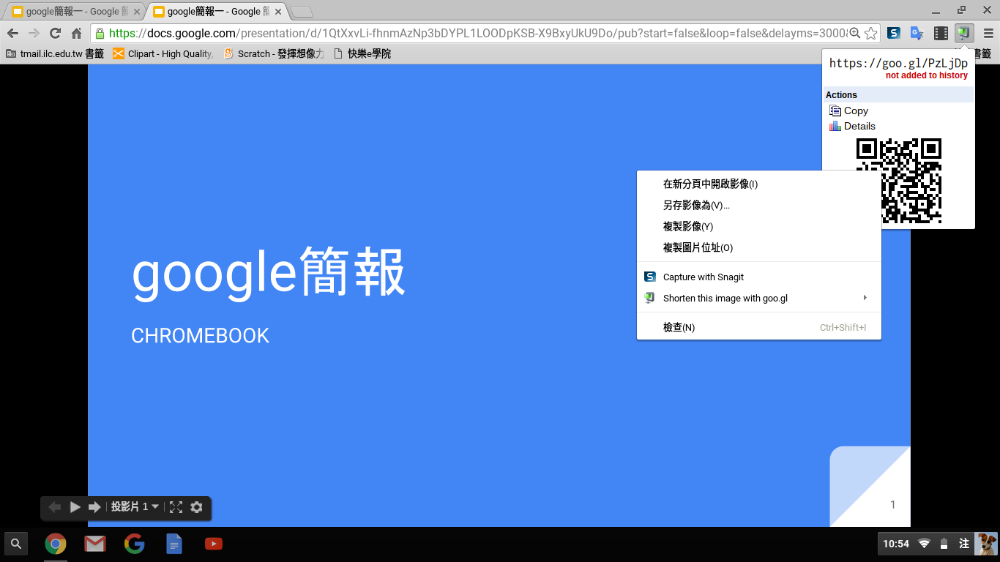 google簡報一 - Google 簡
google簡報一 - Google 簡
https://docs.google.com/presentation/d/1QtXxvLi-fhnmAzNp3bDYPL1LOODpKSB-X9BxyUkU9Do/pub?start=false&loop=false&delayms=3000&
tmail.ilc.edu.tw 書籤
Clipart - High Quality,
Scratch - 發揮想像力
快樂e學院
書籤
https://goo.gl/PzLjDp
not added to history
Actions
Copy
Details
在新分頁中開啟影像(I)
另存影像為(V)...
複製影像(Y)
複製圖片位址(O)
Capture with Snagit
Shorten this image with goo.gl
檢查(N) Ctrl+Shift+I
google簡報
CHROMEBOOK
1
投影片 1
10:54 注